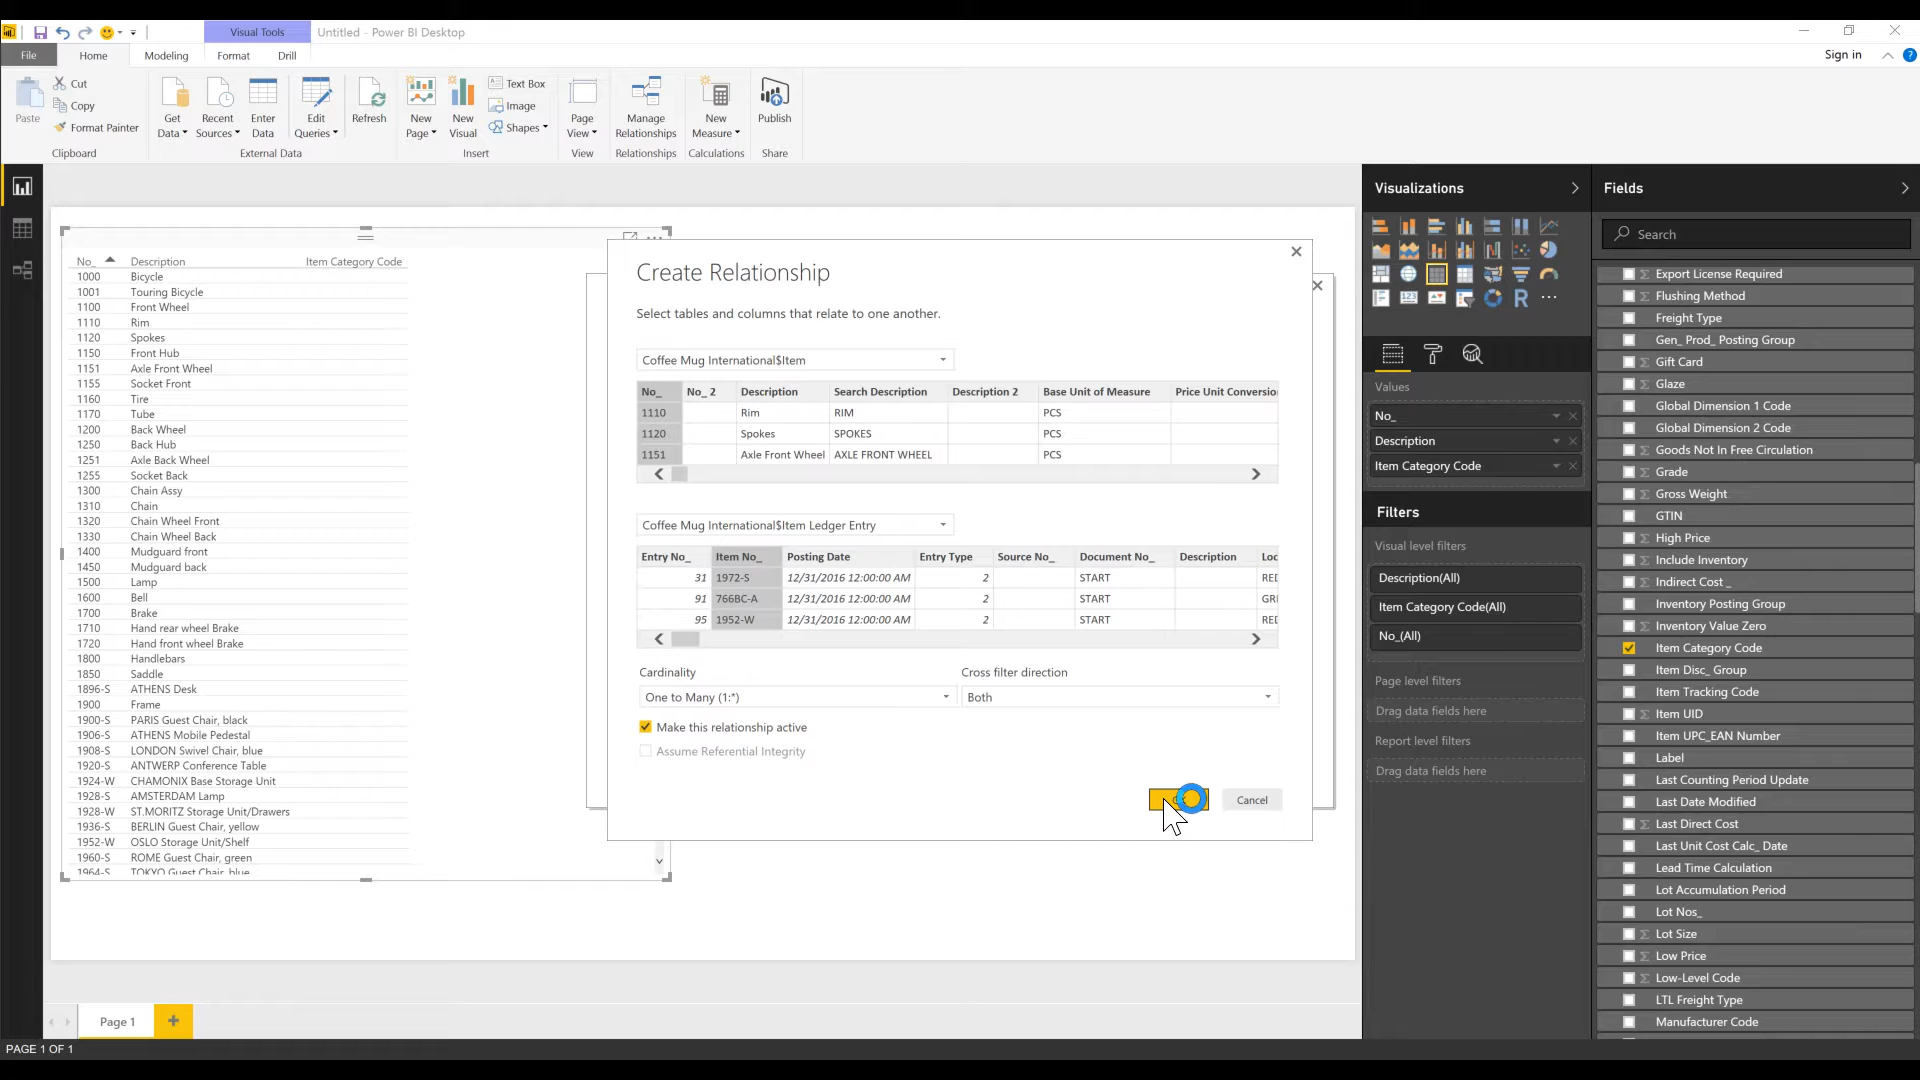 Visual Tools
Untitled - Power BI Desktop
File
Home
Modeling
Format
Drill
Sign in
Paste
Cut
Copy
Format Painter
Clipboard
Get Data
Recent Sources
Enter Data
Edit Queries
Refresh
External Data
New Page
New Visual
Text Box
Image
Shapes
Insert
Page View
View
Manage Relationships
Relationships
New Measure
Calculations
Publish
Share
No_ Description Item Category Code
1000 Bicycle
1001 Touring Bicycle
1100 Front Wheel
1110 Rim
1120 Spokes
1150 Front Hub
1151 Axle Front Wheel
1155 Socket Front
1160 Tire
1170 Tube
1200 Back Wheel
1250 Back Hub
1251 Axle Back Wheel
1255 Socket Back
1300 Chain Assy
1310 Chain
1320 Chain Wheel Front
1330 Chain Wheel Back
1400 Mudguard front
1450 Mudguard back
1500 Lamp
1600 Bell
1700 Brake
1710 Hand rear wheel Brake
1720 Hand front wheel Brake
1800 Handlebars
1850 Saddle
1896-S ATHENS Desk
1900 Frame
1900-S PARIS Guest Chair, black
1906-S ATHENS Mobile Pedestal
1908-S LONDON Swivel Chair, blue
1920-S ANTWERP Conference Table
1924-W CHAMONIX Base Storage Unit
1928-S AMSTERDAM Lamp
1928-W ST.MORITZ Storage Unit/Drawers
1936-S BERLIN Guest Chair, yellow
1952-W OSLO Storage Unit/Shelf
1960-S ROME Guest Chair, green
1964-S TOKYO Guest Chair, blue
Create Relationship
Select tables and columns that relate to one another.
Coffee Mug International$Item
No_ No_ 2 Description Search Description Description 2 Base Unit of Measure Price Unit Conversion
1110 Rim RIM PCS
1120 Spokes SPOKES PCS
1151 Axle Front Wheel AXLE FRONT WHEEL PCS
Coffee Mug International$Item Ledger Entry
Entry No_ Item No_ Posting Date Entry Type Source No_ Document No_ Description Loc
31 1972-S 12/31/2016 12:00:00 AM 2 START RED
91 766BC-A 12/31/2016 12:00:00 AM 2 START GRE
95 1952-W 12/31/2016 12:00:00 AM 2 START RED
Cardinality
One to Many (1:*)
Cross filter direction
Both
Make this relationship active
Assume Referential Integrity
Cancel
Visualizations
R
Values
No_
Description
Item Category Code
Filters
Visual level filters
Description(All)
Item Category Code(All)
No_(All)
Page level filters
Drag data fields here
Report level filters
Drag data fields here
Fields
Search
Export License Required
Σ Flushing Method
Freight Type
Gen_ Prod_ Posting Group
Σ Gift Card
Σ Glaze
Global Dimension 1 Code
Global Dimension 2 Code
Σ Goods Not In Free Circulation
Σ Grade
Σ Gross Weight
GTIN
Σ High Price
Σ Include Inventory
Σ Indirect Cost _
Inventory Posting Group
Σ Inventory Value Zero
Item Category Code
Item Disc_ Group
Item Tracking Code
Σ Item UID
Item UPC_EAN Number
Label
Last Counting Period Update
Last Date Modified
Σ Last Direct Cost
Last Unit Cost Calc_ Date
Lead Time Calculation
Lot Accumulation Period
Lot Nos_
Σ Lot Size
Σ Low Price
Σ Low-Level Code
LTL Freight Type
Manufacturer Code
Page 1
PAGE 1 OF 1